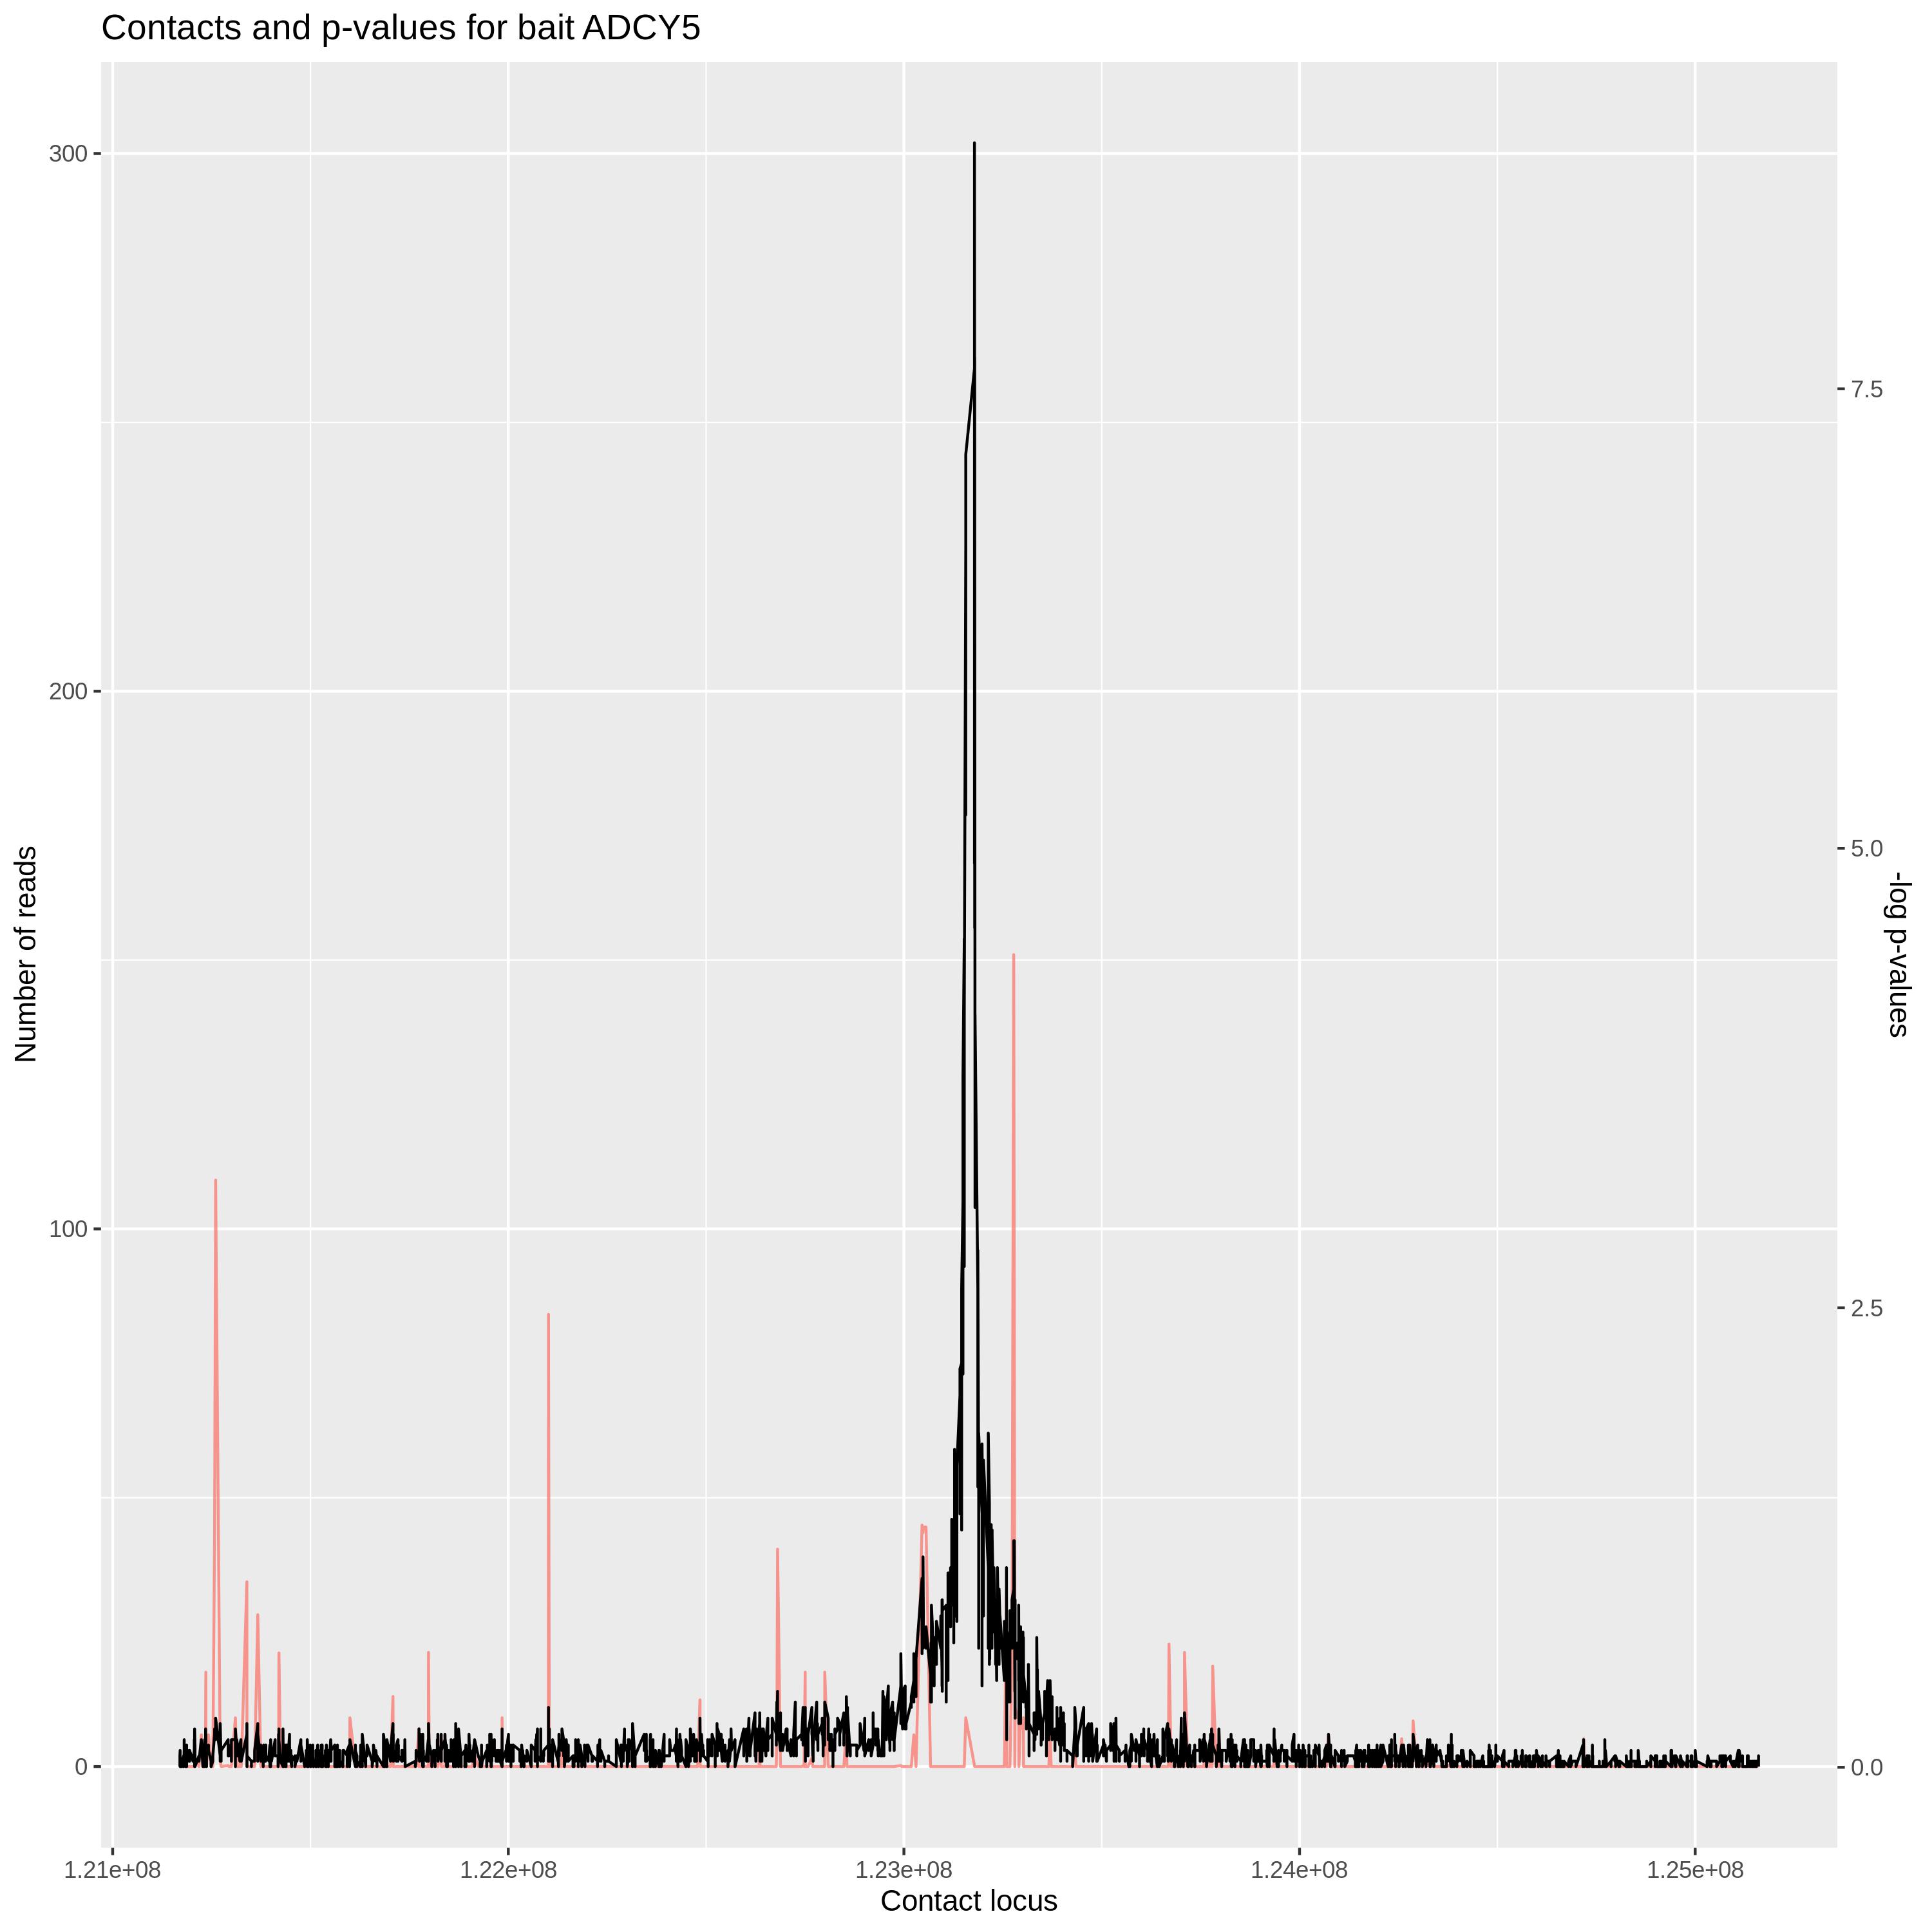 Contacts and p-values for bait ADCY5
300
200
100
0
Number of reads
7.5
5.0
2.5
0.0
-log p-values
1.21e+08
1.22e+08
1.23e+08
1.24e+08
1.25e+08
Contact locus